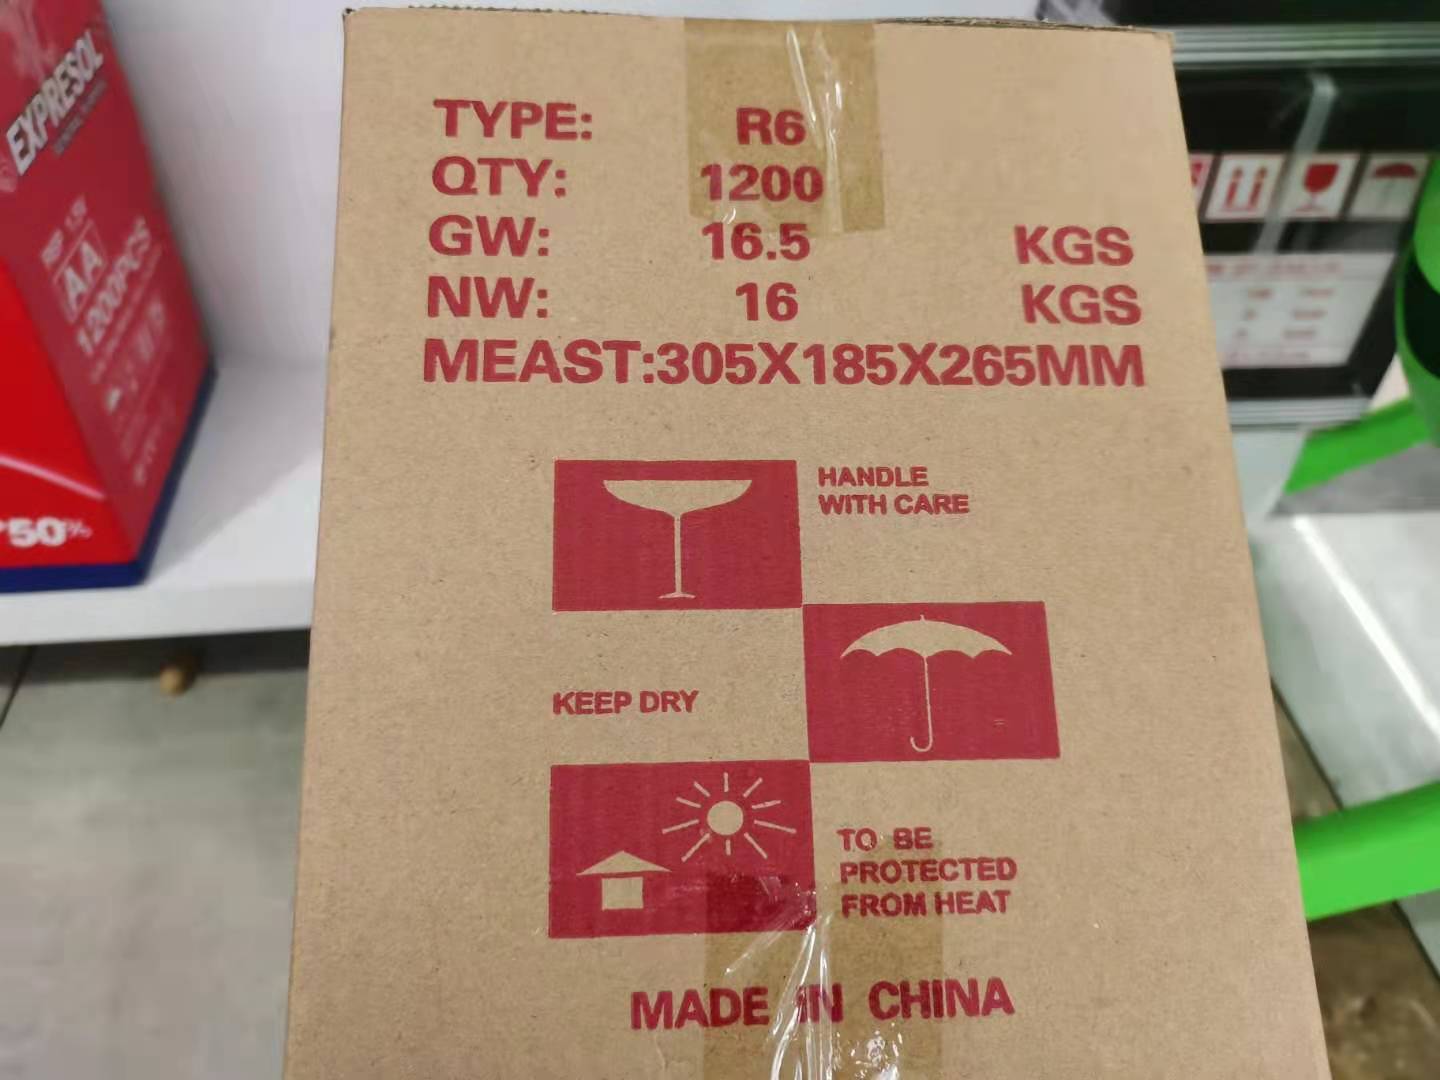 TYPE: R6
QTY: 1200
GW: 16.5 KGS
NW: 16 KGS
MEAST:305X185X265MM
HANDLE
WITH CARE
KEEP DRY
TO BE
PROTECTED
FROM HEAT
MADE IN CHINA
EXPRESOL
AA
1200PCS
50%